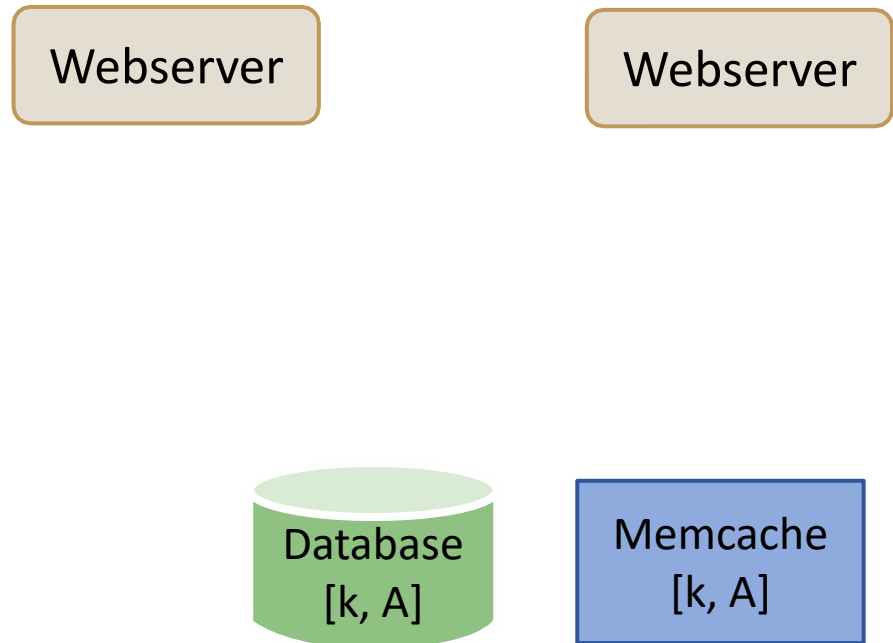 Webserver
Webserver
Database
[k, A]
Memcache
[k, A]